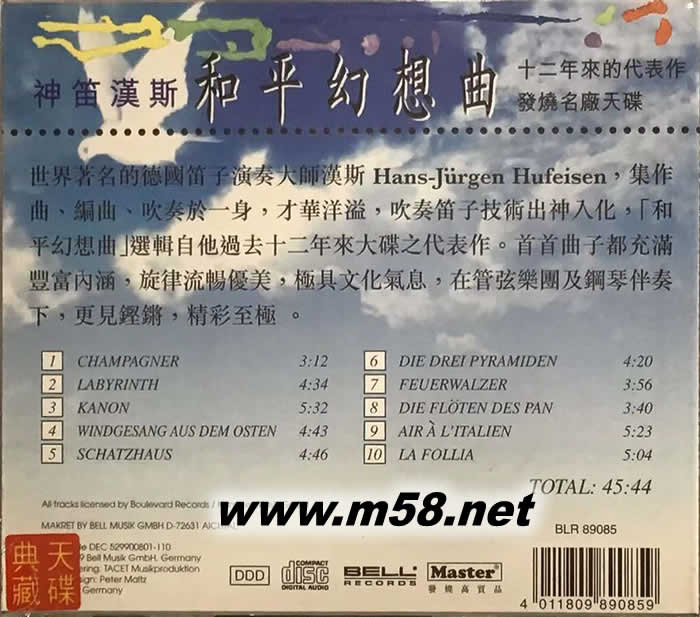 神笛漢斯 和平幻想曲 十二年來的代表作
發燒名廠天碟
世界著名的德國笛子演奏大師漢斯 Hans-Jürgen Hufeisen，集作
曲、編曲、吹奏於一身，才華洋溢，吹奏笛子技術出神入化，「和
平幻想曲」選輯自他過去十二年來大碟之代表作。首首曲子都充滿
豐富內涵，旋律流暢優美，極具文化氣息，在管弦樂團及鋼琴伴奏
下，更見鏗鏘，精彩至極 。
1 CHAMPAGNER 3:12
2 LABYRINTH 4:34
3 KANON 5:32
4 WINDGESANG AUS DEM OSTEN 4:43
5 SCHATZHAUS 4:46
6 DIE DREI PYRAMIDEN 4:20
7 FEUERWALZER 3:56
8 DIE FLÖTEN DES PAN 3:40
9 AIR À L'ITALIEN 5:23
10 LA FOLLIA 5:04
TOTAL: 45:44
All tracks licensed by Boulevard Records /
www.m58.net
MAKRET BY BELL MUSIK GMBH D-72631
BLR 89085
DEC 529900801-110
9 Bell Musik GmbH, Germany
TACET Musikproduktion
Peter Maltz
Germany
天碟
典藏
DDD
COMPACT
disc
DIGITAL AUDIO
BELL
RECORDS
Master
發燒高質品
4 011809 890859